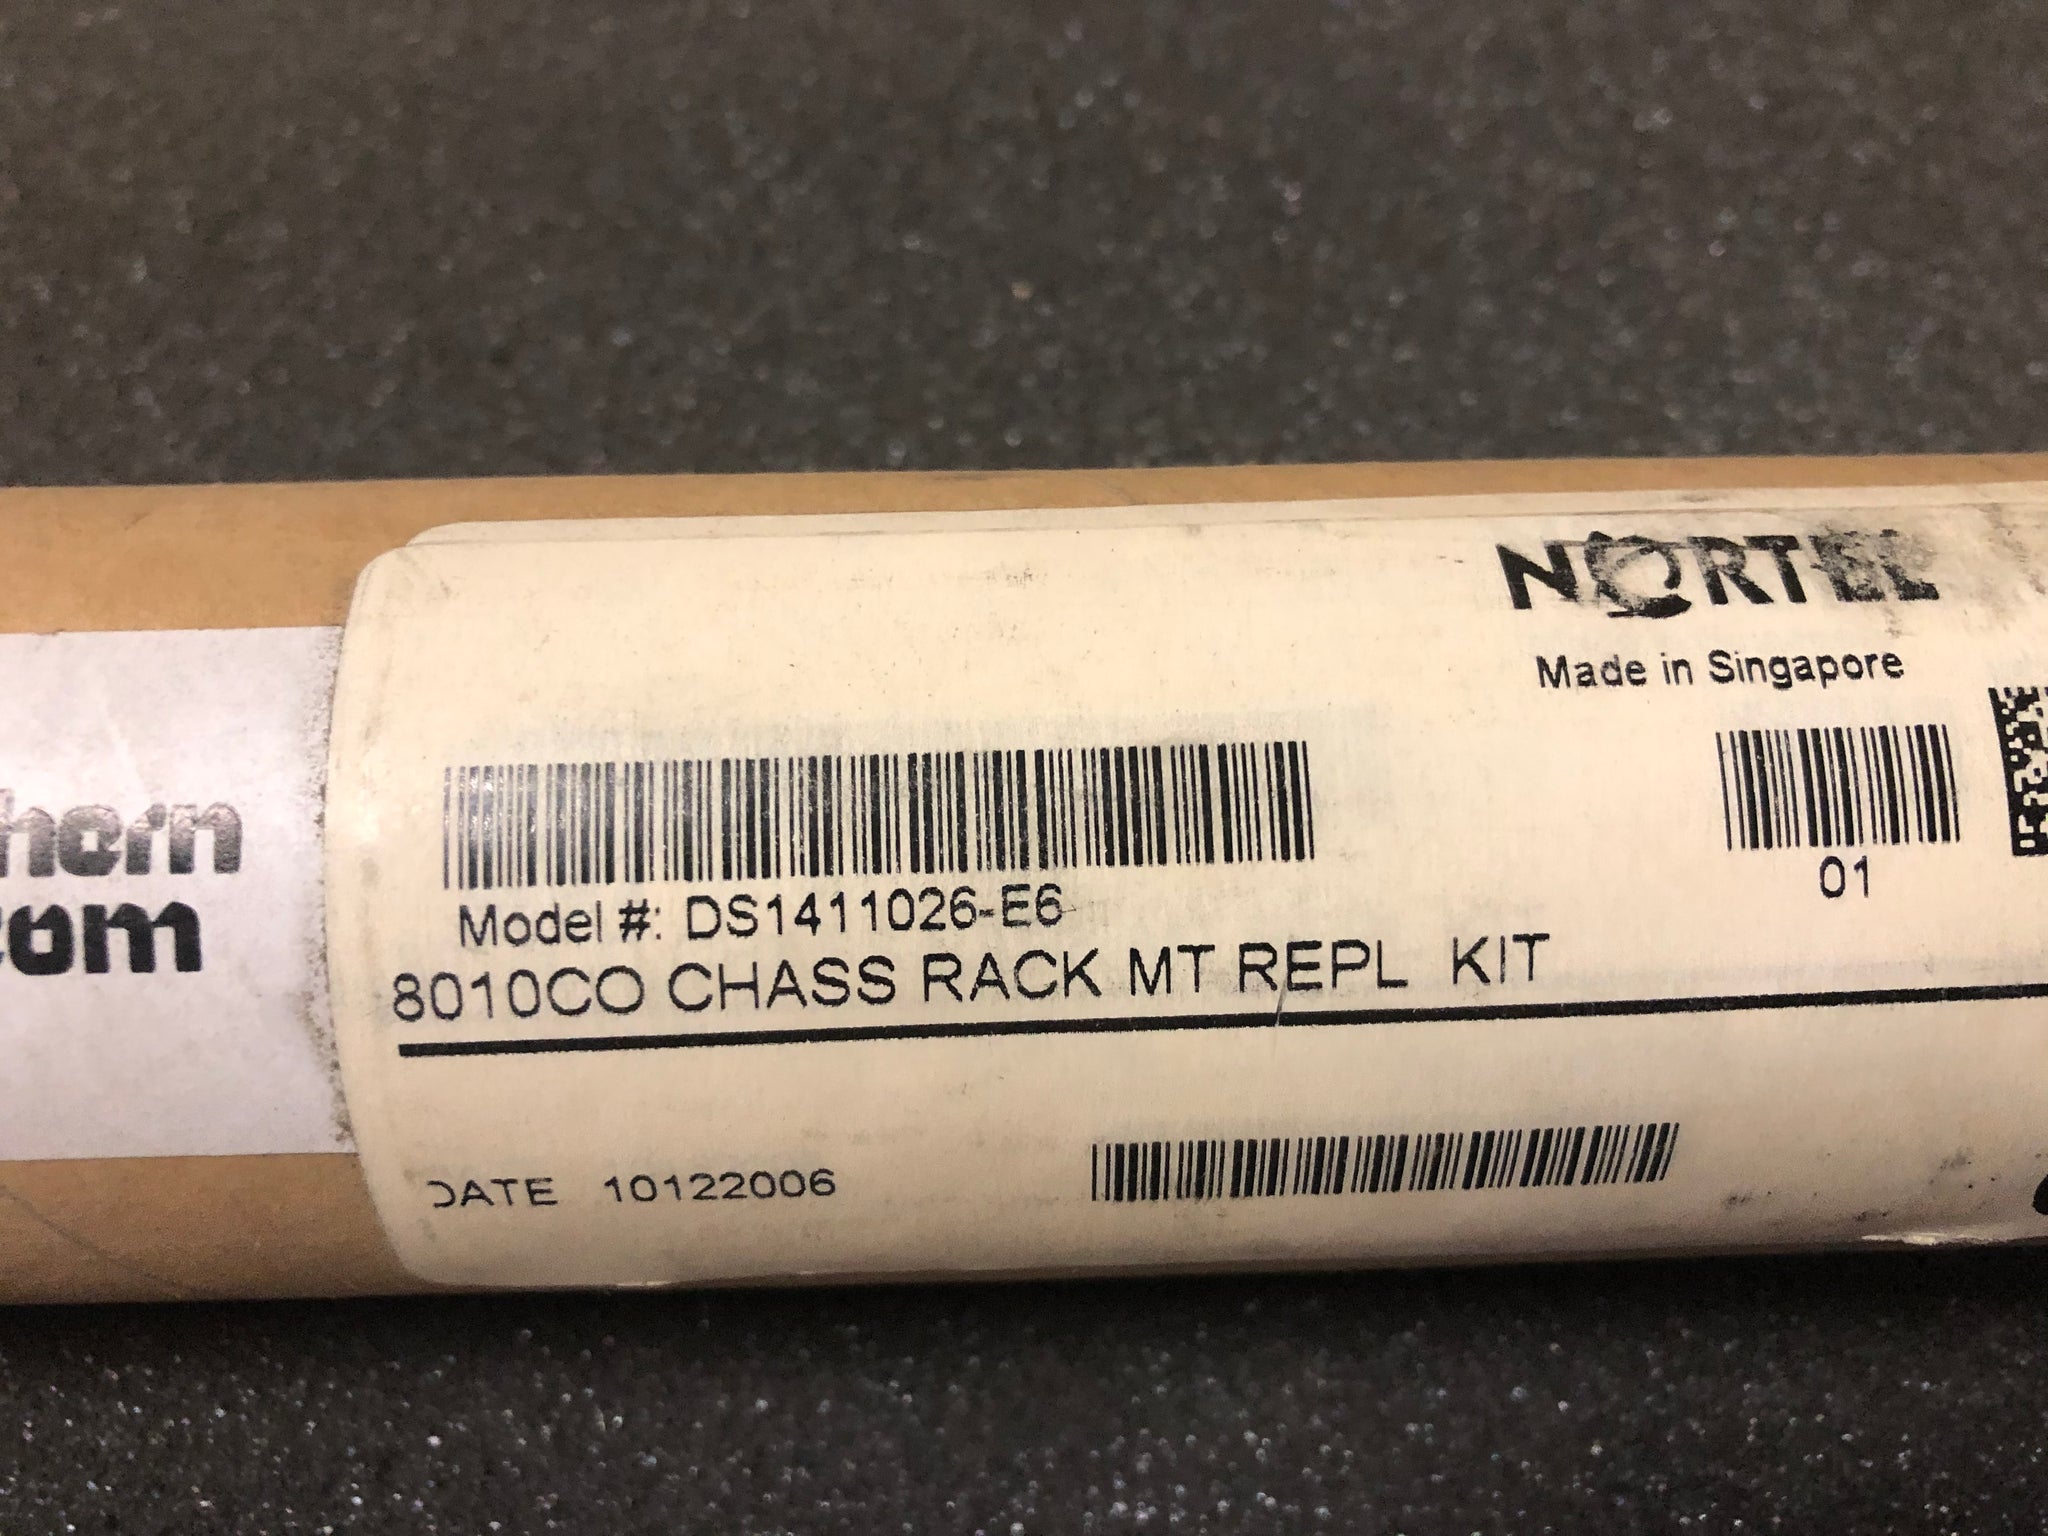 NORTEL
Made in Singapore
01
Model #: DS1411026-E6
8010CO CHASS RACK MT REPL KIT
DATE 10122006
hern
com